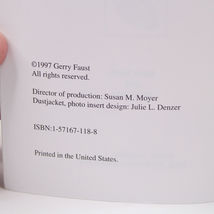 ©1997 Gerry Faust
All rights reserved.
Director of production: Susan M. Moyer
Dustjacket, photo insert design: Julie L. Denzer
ISBN:1-57167-118-8
Printed in the United States.